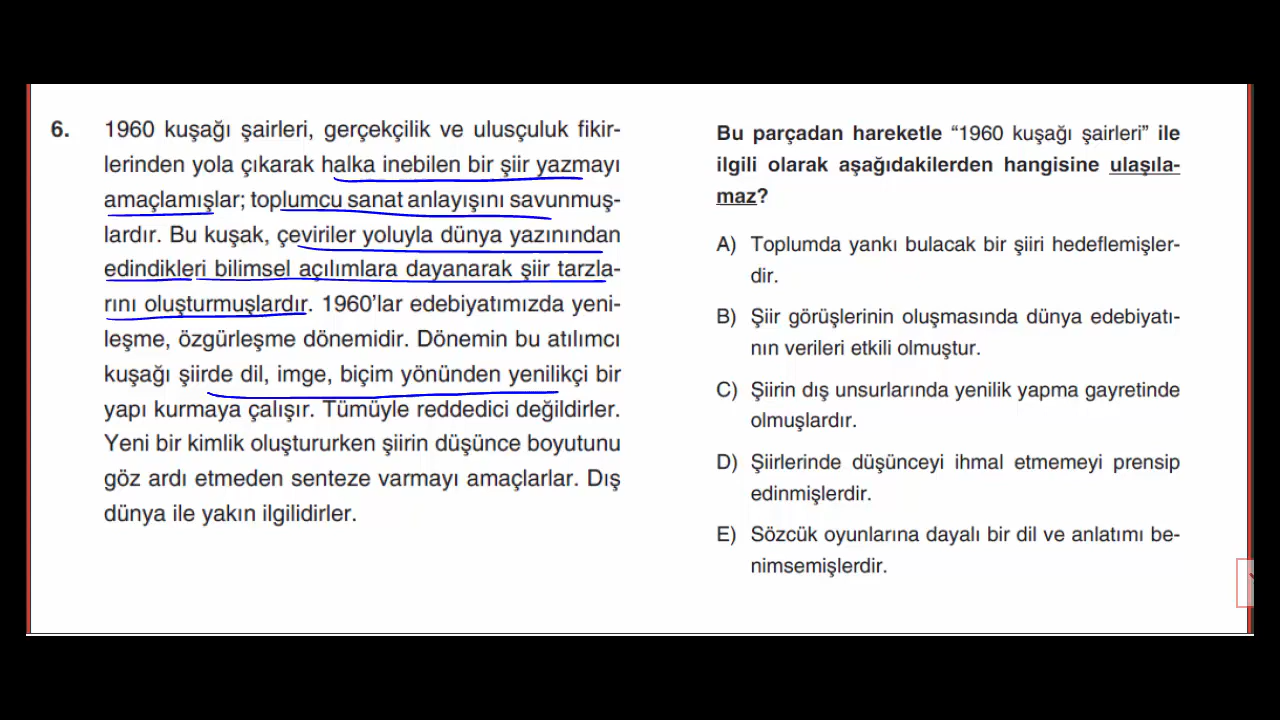 6.
1960 kuşağı şairleri, gerçekçilik ve ulusçuluk fikir-
lerinden yola çıkarak halka inebilen bir şiir yazmayı
amaçlamışlar; toplumcu sanat anlayışını savunmuş-
lardır. Bu kuşak, çeviriler yoluyla dünya yazınından
edindikleri bilimsel açılımlara dayanarak şiir tarzla-
rını oluşturmuşlardır. 1960’lar edebiyatımızda yeni-
leşme, özgürleşme dönemidir. Dönemin bu atılımcı
kuşağı şiirde dil, imge, biçim yönünden yenilikçi bir
yapı kurmaya çalışır. Tümüyle reddedici değildirler.
Yeni bir kimlik oluştururken şiirin düşünce boyutunu
göz ardı etmeden senteze varmayı amaçlarlar. Dış
dünya ile yakın ilgilidirler.
Bu parçadan hareketle “1960 kuşağı şairleri” ile
ilgili olarak aşağıdakilerden hangisine ulaşıla-
maz?
A) Toplumda yankı bulacak bir şiiri hedeflemişler-
dir.
B) Şiir görüşlerinin oluşmasında dünya edebiyatı-
nın verileri etkili olmuştur.
C) Şiirin dış unsurlarında yenilik yapma gayretinde
olmuşlardır.
D) Şiirlerinde düşünceyi ihmal etmemeyi prensip
edinmişlerdir.
E) Sözcük oyunlarına dayalı bir dil ve anlatımı be-
nimsemişlerdir.